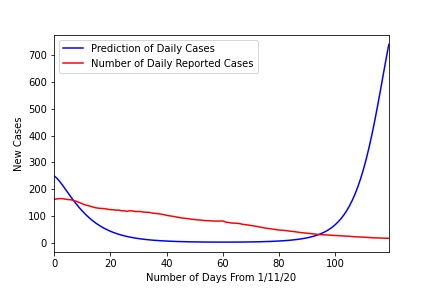 Prediction of Daily Cases
Number of Daily Reported Cases
New Cases
700
600
500
400
300
200
100
0
0 20 40 60 80 100
Number of Days From 1/11/20